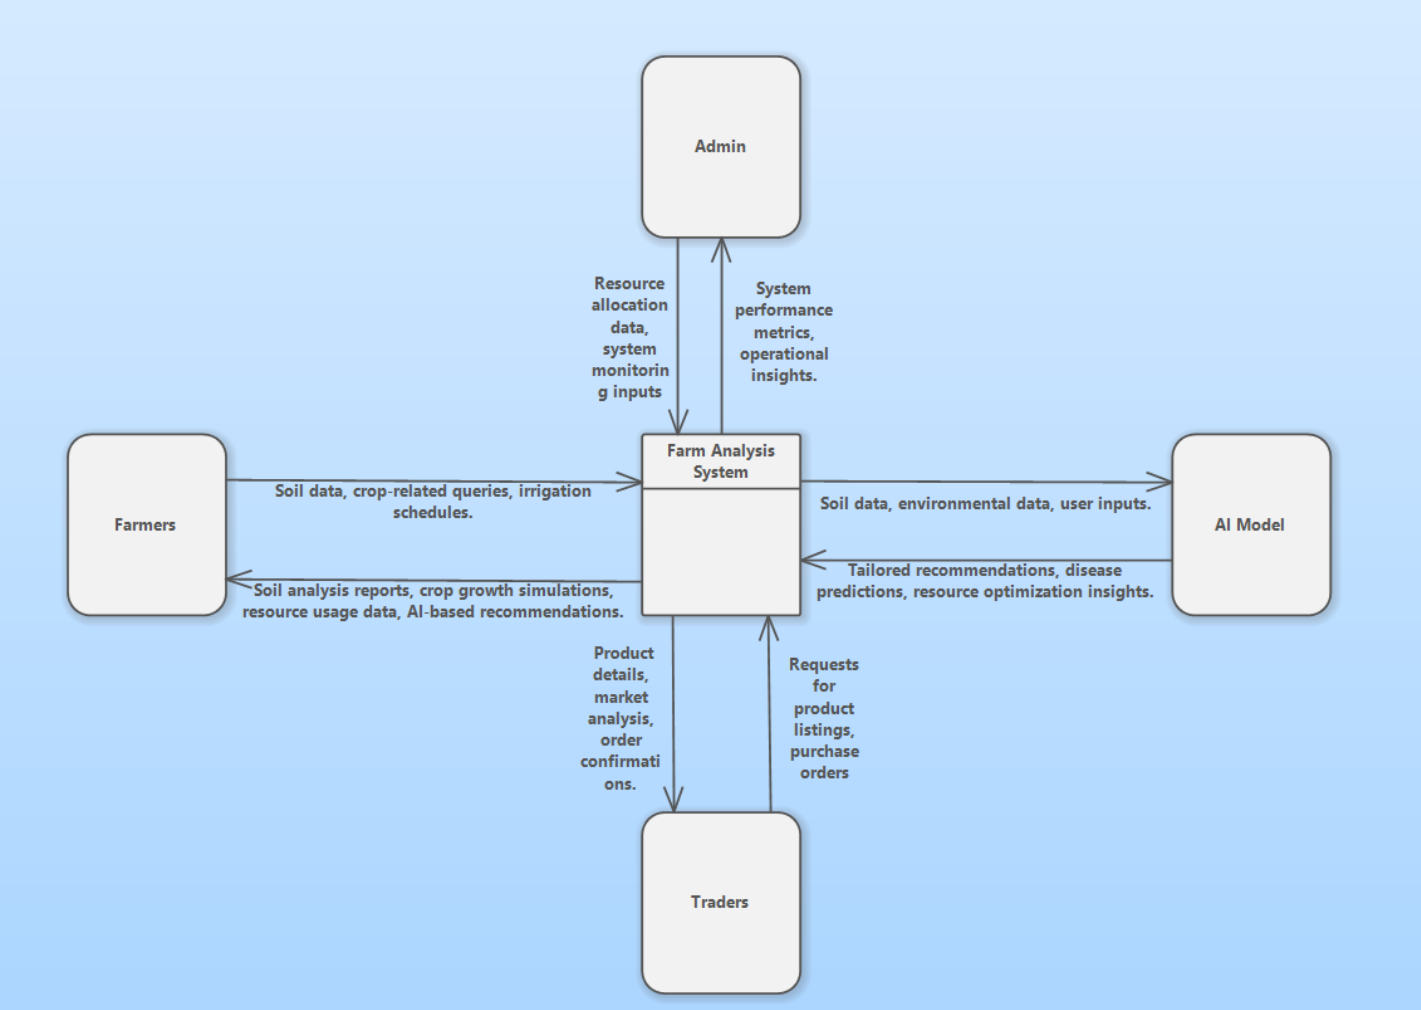 Admin
Resource
allocation
data,
system
monitorin
g inputs
System
performance
metrics,
operational
insights.
Farm Analysis
System
Farmers
Soil data, crop-related queries, irrigation
schedules.
Soil analysis reports, crop growth simulations,
resource usage data, AI-based recommendations.
Soil data, environmental data, user inputs.
AI Model
Tailored recommendations, disease
predictions, resource optimization insights.
Product
details,
market
analysis,
order
confirmati
ons.
Requests
for
product
listings,
purchase
orders
Traders